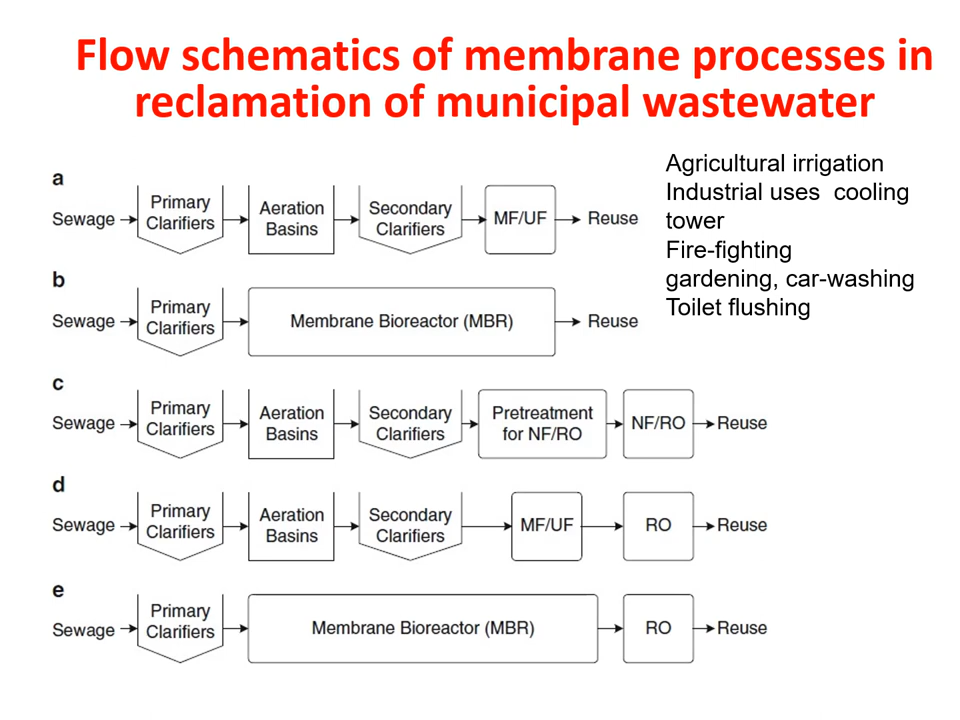 Flow schematics of membrane processes in
reclamation of municipal wastewater
Agricultural irrigation
Industrial uses  cooling
tower
Fire-fighting
gardening, car-washing
Toilet flushing
a
Sewage
Primary
Clarifiers
Aeration
Basins
Secondary
Clarifiers
MF/UF
Reuse
b
Sewage
Primary
Clarifiers
Membrane Bioreactor (MBR)
Reuse
c
Sewage
Primary
Clarifiers
Aeration
Basins
Secondary
Clarifiers
Pretreatment
for NF/RO
NF/RO
Reuse
d
Sewage
Primary
Clarifiers
Aeration
Basins
Secondary
Clarifiers
MF/UF
RO
Reuse
e
Sewage
Primary
Clarifiers
Membrane Bioreactor (MBR)
RO
Reuse